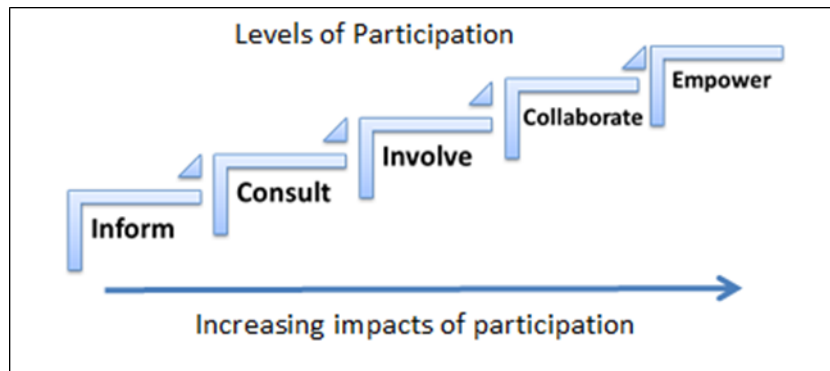 Levels of Participation
Inform
Consult
Involve
Collaborate
Empower
Increasing impacts of participation